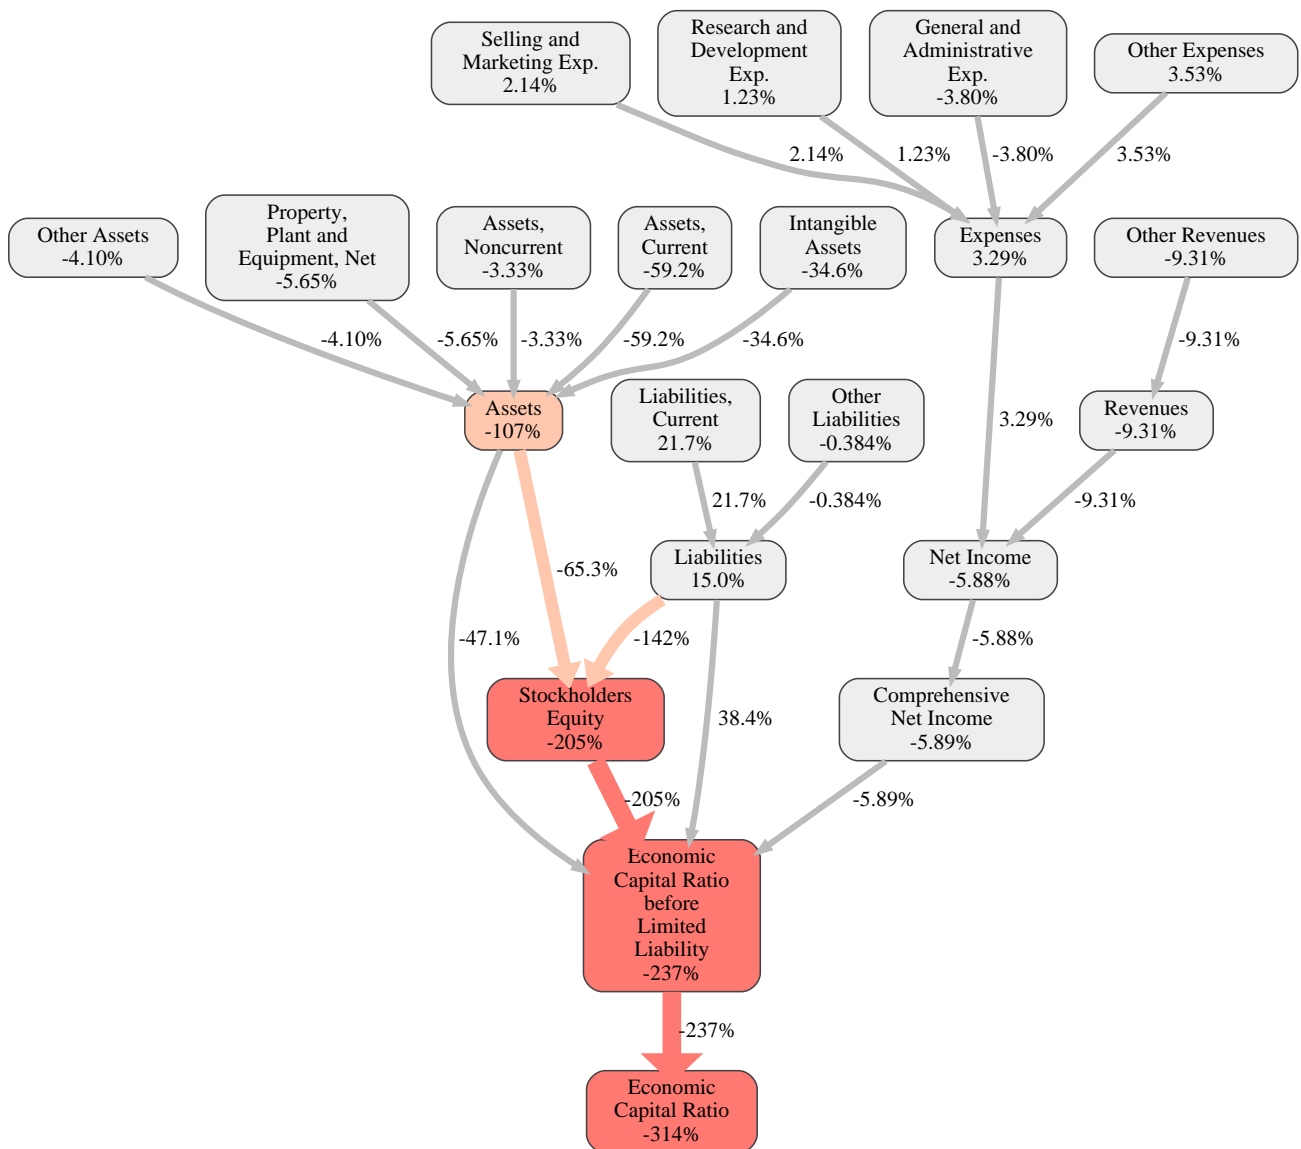 Selling and
Marketing Exp.
2.14%
Research and
Development
Exp.
1.23%
General and
Administrative
Exp.
-3.80%
Other Expenses
3.53%
2.14%
1.23%
-3.80%
3.53%
Other Assets
-4.10%
Property,
Plant and
Equipment, Net
-5.65%
Assets,
Noncurrent
-3.33%
Assets,
Current
-59.2%
Intangible
Assets
-34.6%
Expenses
3.29%
Other Revenues
-9.31%
-4.10%
-5.65%
-3.33%
-59.2%
-34.6%
-9.31%
Assets
-107%
Liabilities,
Current
21.7%
Other
Liabilities
-0.384%
3.29%
Revenues
-9.31%
21.7%
-0.384%
-9.31%
-65.3%
Liabilities
15.0%
Net Income
-5.88%
-47.1%
-142%
-5.88%
Stockholders
Equity
-205%
38.4%
Comprehensive
Net Income
-5.89%
-205%
-5.89%
Economic
Capital Ratio
before
Limited
Liability
-237%
-237%
Economic
Capital Ratio
-314%